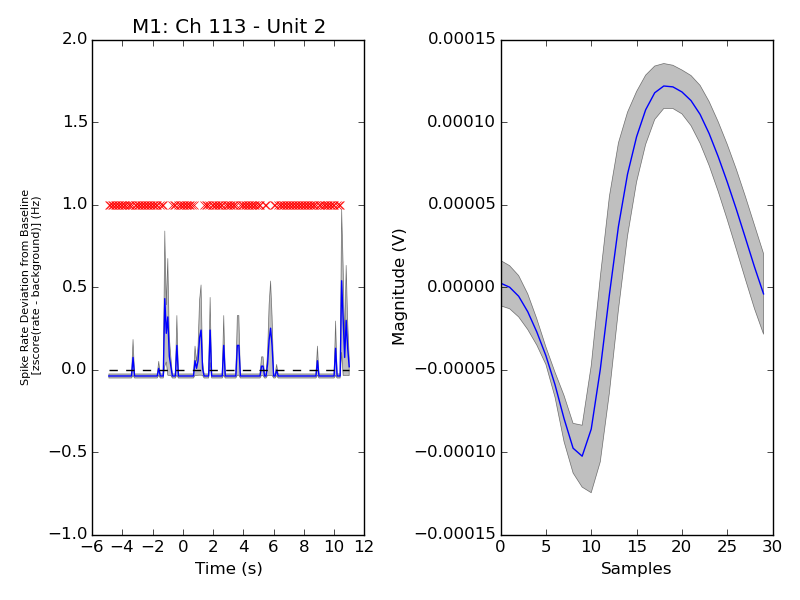 M1: Ch 113 - Unit 2
2.0
1.5
1.0
0.5
0.0
−0.5
−1.0
−6 −4 −2 0 2 4 6 8 10 12
Time (s)
Spike Rate Deviation from Baseline
[zscore(rate - background)] (Hz)
0.00015
0.00010
0.00005
0.00000
−0.00005
−0.00010
−0.00015
0 5 10 15 20 25 30
Samples
Magnitude (V)